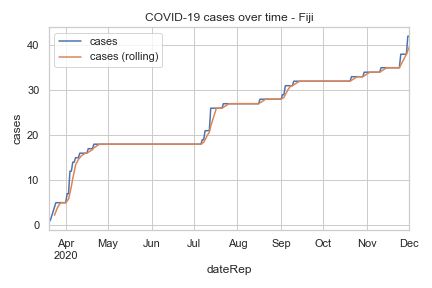 COVID-19 cases over time - Fiji
cases
cases (rolling)
40
30
20
10
0
cases
Apr May Jun Jul Aug Sep Oct Nov Dec
2020
dateRep